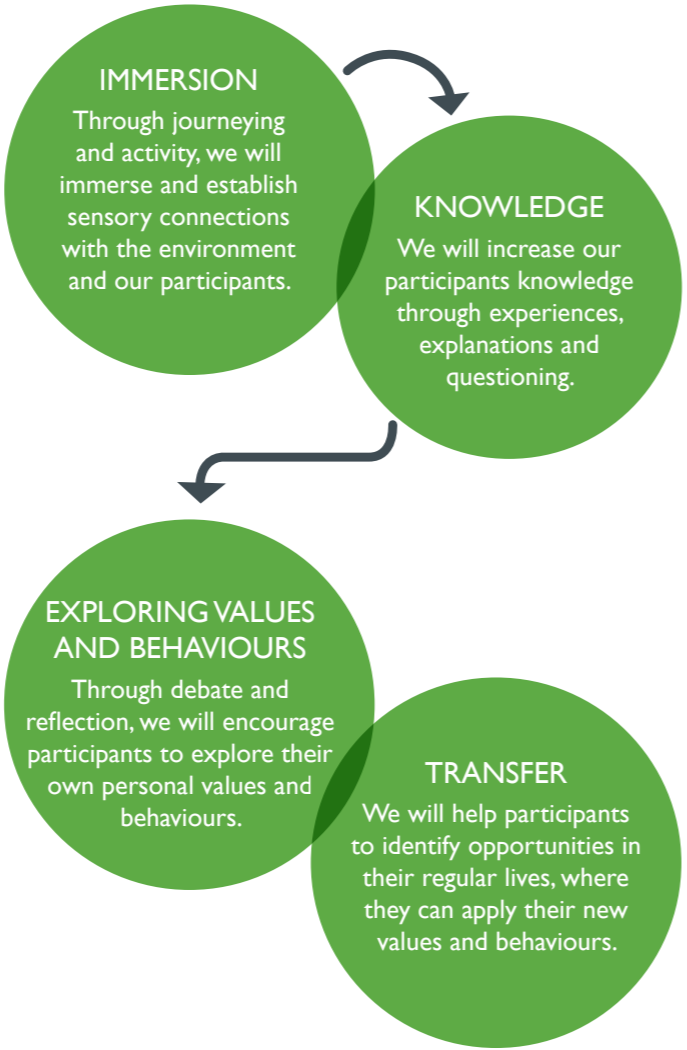 IMMERSION
Through journeying
and activity, we will
immerse and establish
sensory connections
with the environment
and our participants.
KNOWLEDGE
We will increase our
participants knowledge
through experiences,
explanations and
questioning.
EXPLORING VALUES
AND BEHAVIOURS
Through debate and
reflection, we will encourage
participants to explore their
own personal values and
behaviours.
TRANSFER
We will help participants
to identify opportunities in
their regular lives, where
they can apply their new
values and behaviours.